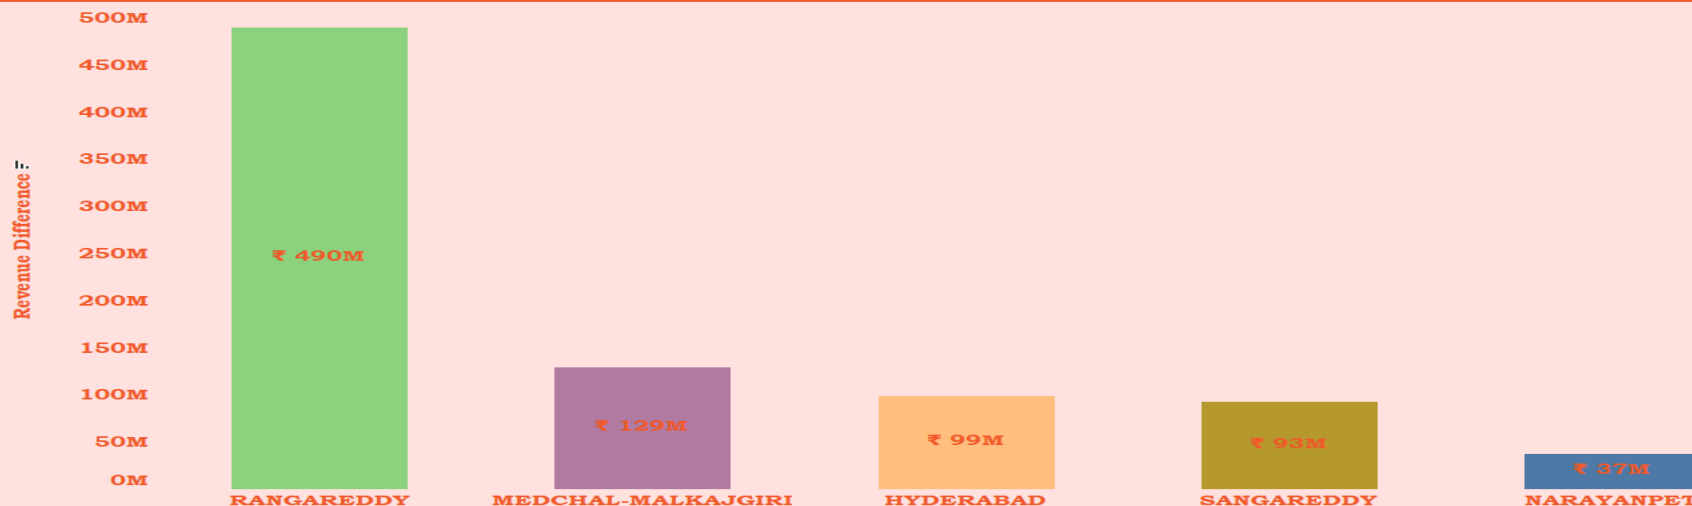 500M
450M
400M
350M
300M
250M
200M
150M
100M
50M
0M
Revenue Difference
₹ 490M
₹ 129M
₹ 99M
₹ 93M
₹ 37M
RANGAREDDY MEDCHAL-MALKAJGIRI HYDERABAD SANGAREDDY NARAYANPET